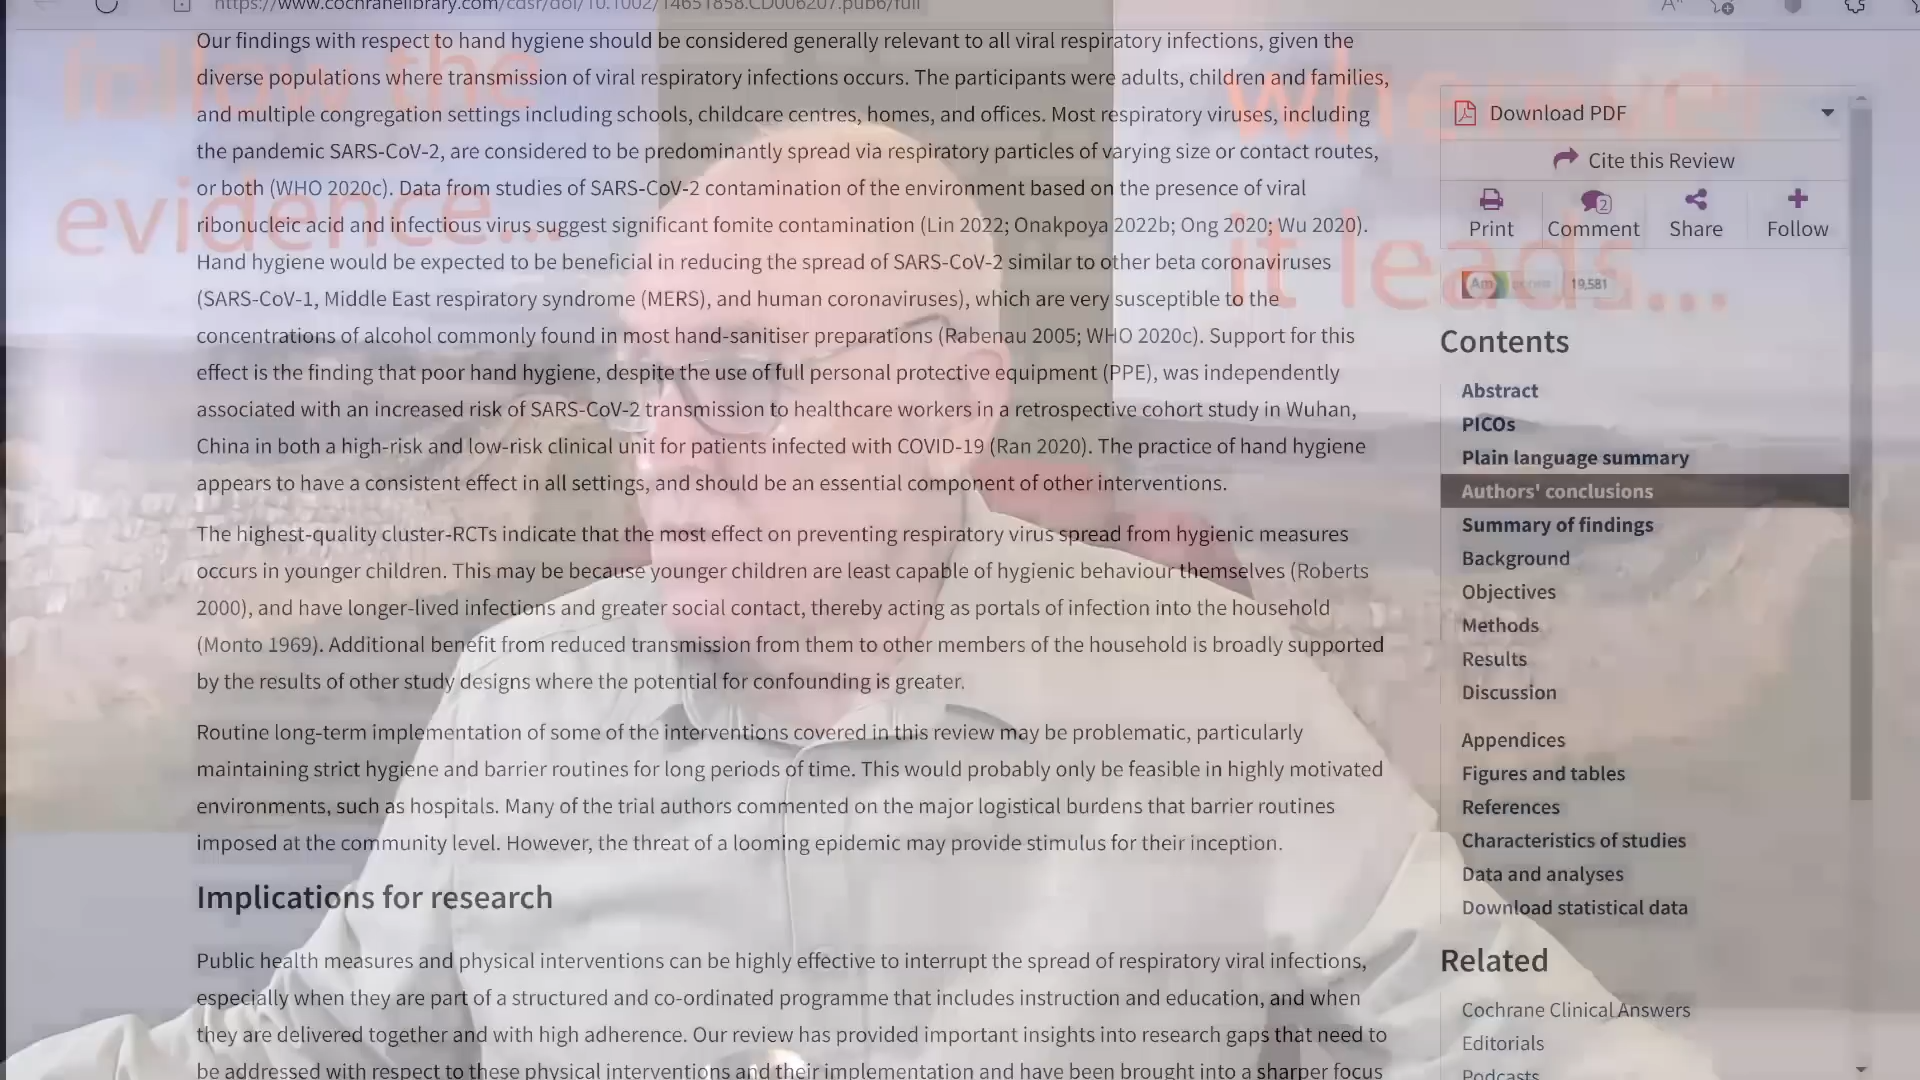 https://www.cochranelibrary.com/cdsr/doi/10.1002/14651858.CD006207.pub6/full
follow the
evidence...
wherever
it leads...
Our findings with respect to hand hygiene should be considered generally relevant to all viral respiratory infections, given the
diverse populations where transmission of viral respiratory infections occurs. The participants were adults, children and families,
and multiple congregation settings including schools, childcare centres, homes, and offices. Most respiratory viruses, including
the pandemic SARS-CoV-2, are considered to be predominantly spread via respiratory particles of varying size or contact routes,
or both (WHO 2020c). Data from studies of SARS-CoV-2 contamination of the environment based on the presence of viral
ribonucleic acid and infectious virus suggest significant fomite contamination (Lin 2022; Onakpoya 2022b; Ong 2020; Wu 2020).
Hand hygiene would be expected to be beneficial in reducing the spread of SARS-CoV-2 similar to other beta coronaviruses
(SARS-CoV-1, Middle East respiratory syndrome (MERS), and human coronaviruses), which are very susceptible to the
concentrations of alcohol commonly found in most hand-sanitiser preparations (Rabenau 2005; WHO 2020c). Support for this
effect is the finding that poor hand hygiene, despite the use of full personal protective equipment (PPE), was independently
associated with an increased risk of SARS-CoV-2 transmission to healthcare workers in a retrospective cohort study in Wuhan,
China in both a high-risk and low-risk clinical unit for patients infected with COVID-19 (Ran 2020). The practice of hand hygiene
appears to have a consistent effect in all settings, and should be an essential component of other interventions.
The highest-quality cluster-RCTs indicate that the most effect on preventing respiratory virus spread from hygienic measures
occurs in younger children. This may be because younger children are least capable of hygienic behaviour themselves (Roberts
2000), and have longer-lived infections and greater social contact, thereby acting as portals of infection into the household
(Monto 1969). Additional benefit from reduced transmission from them to other members of the household is broadly supported
by the results of other study designs where the potential for confounding is greater.
Routine long-term implementation of some of the interventions covered in this review may be problematic, particularly
maintaining strict hygiene and barrier routines for long periods of time. This would probably only be feasible in highly motivated
environments, such as hospitals. Many of the trial authors commented on the major logistical burdens that barrier routines
imposed at the community level. However, the threat of a looming epidemic may provide stimulus for their inception.
Implications for research
Public health measures and physical interventions can be highly effective to interrupt the spread of respiratory viral infections,
especially when they are part of a structured and co-ordinated programme that includes instruction and education, and when
they are delivered together and with high adherence. Our review has provided important insights into research gaps that need to
be addressed with respect to these physical interventions and their implementation and have been brought into a sharper focus
Download PDF
Cite this Review
2
Print Comment Share Follow
Am 19,581
Contents
Abstract
PICOs
Plain language summary
Authors' conclusions
Summary of findings
Background
Objectives
Methods
Results
Discussion
Appendices
Figures and tables
References
Characteristics of studies
Data and analyses
Download statistical data
Related
Cochrane Clinical Answers
Editorials
Podcasts